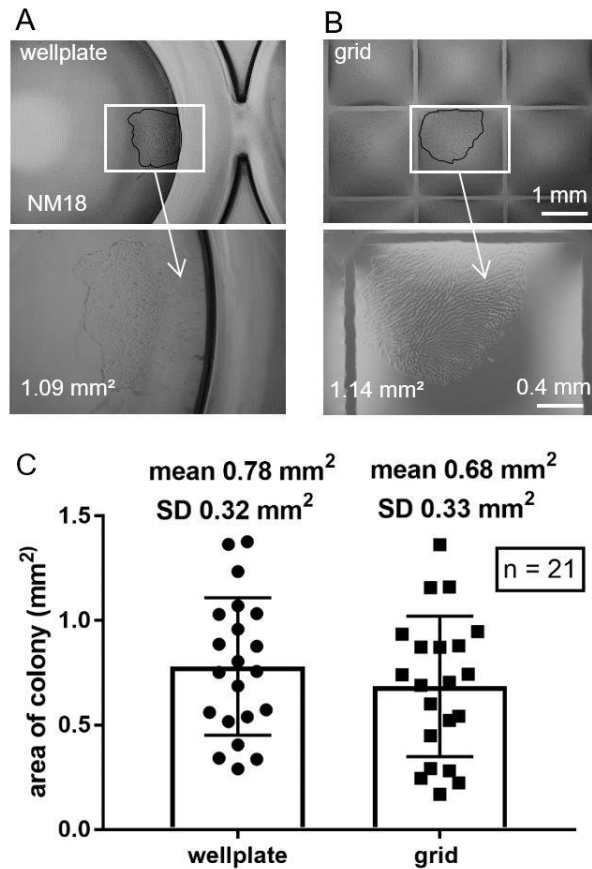 A
wellplate
NM18
1.09 mm²
B
grid
1 mm
1.14 mm²
0.4 mm
C
mean 0.78 mm²
SD 0.32 mm²
mean 0.68 mm²
SD 0.33 mm²
n = 21
area of colony (mm²)
1.5
1.0
0.5
0.0
wellplate
grid